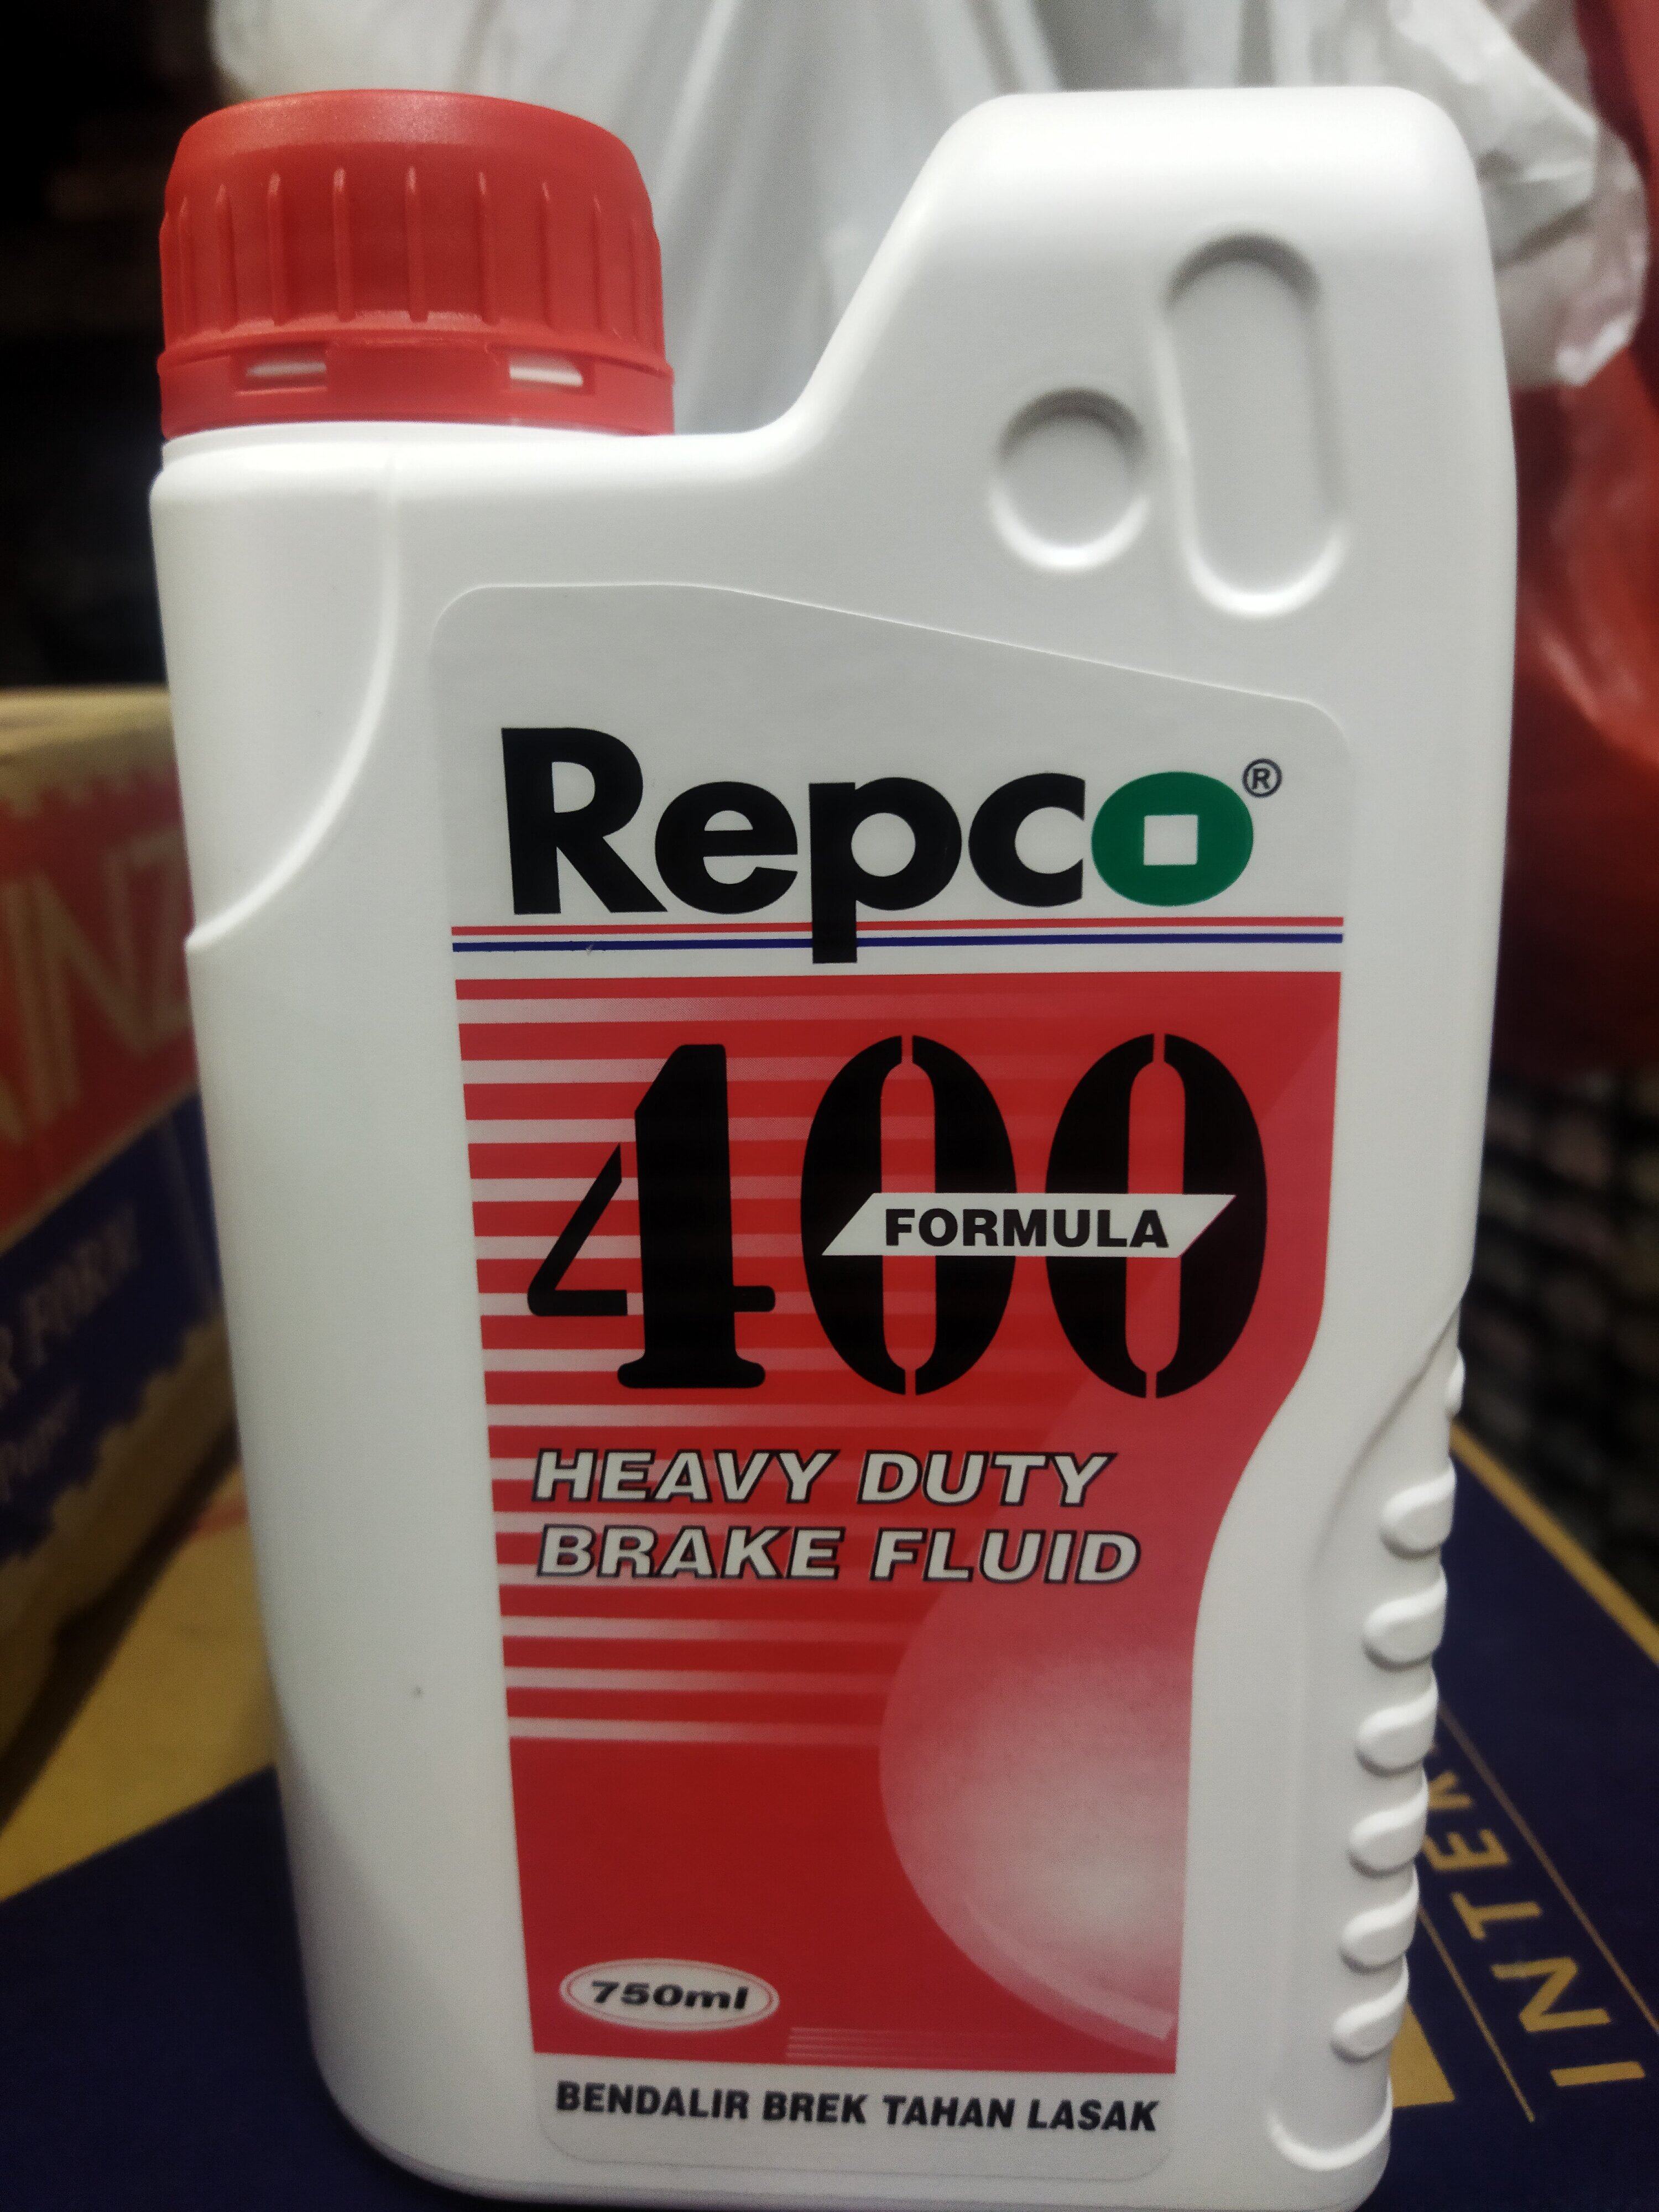 Repco®
400
FORMULA
HEAVY DUTY
BRAKE FLUID
750ml
BENDALIR BREK TAHAN LASAK